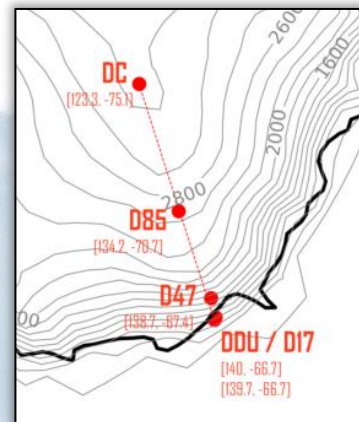 2600
1600
DC
[123.3, -75.1]
2000
2800
D85
[134.2, -70.7]
D47
[138.7, -67.4]
DDU / D17
[140, -66.7]
[139.7, -66.7]